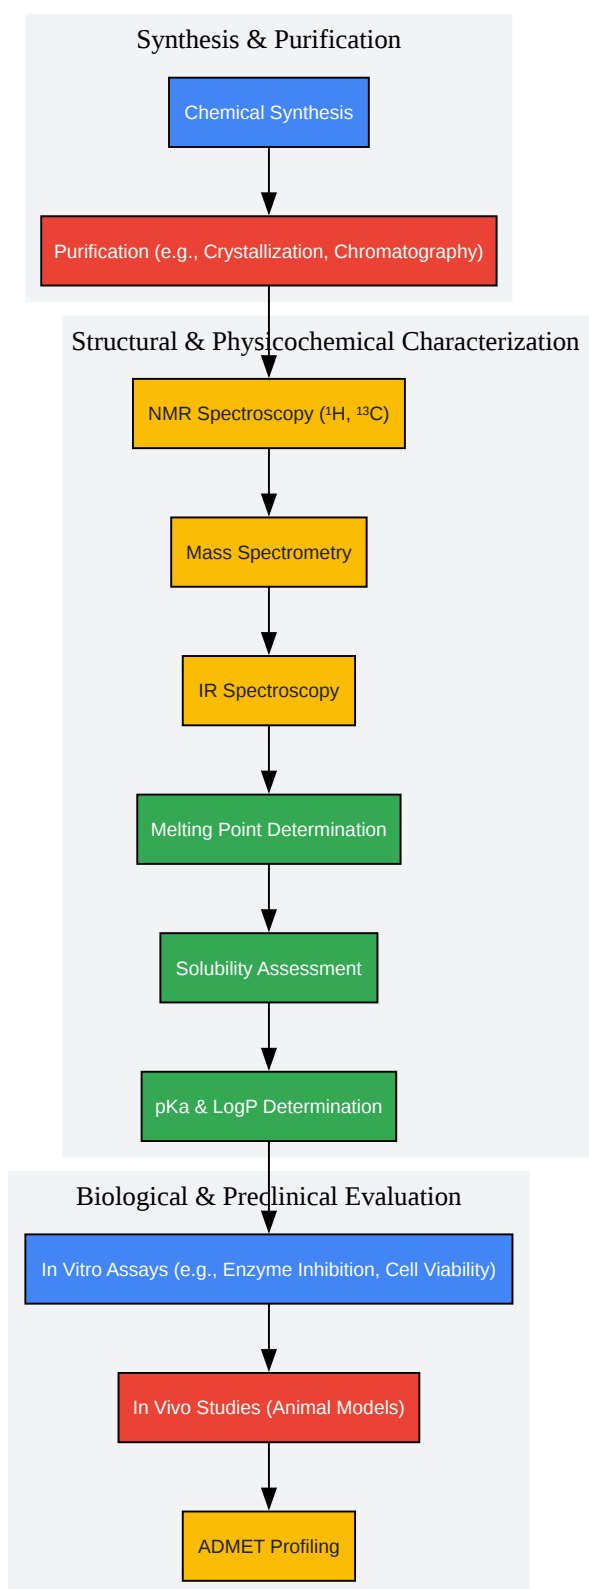 Synthesis & Purification
Chemical Synthesis
Purification (e.g., Crystallization, Chromatography)
Structural & Physicochemical Characterization
NMR Spectroscopy (¹H, ¹³C)
Mass Spectrometry
IR Spectroscopy
Melting Point Determination
Solubility Assessment
pKa & LogP Determination
Biological & Preclinical Evaluation
In Vitro Assays (e.g., Enzyme Inhibition, Cell Viability)
In Vivo Studies (Animal Models)
ADMET Profiling